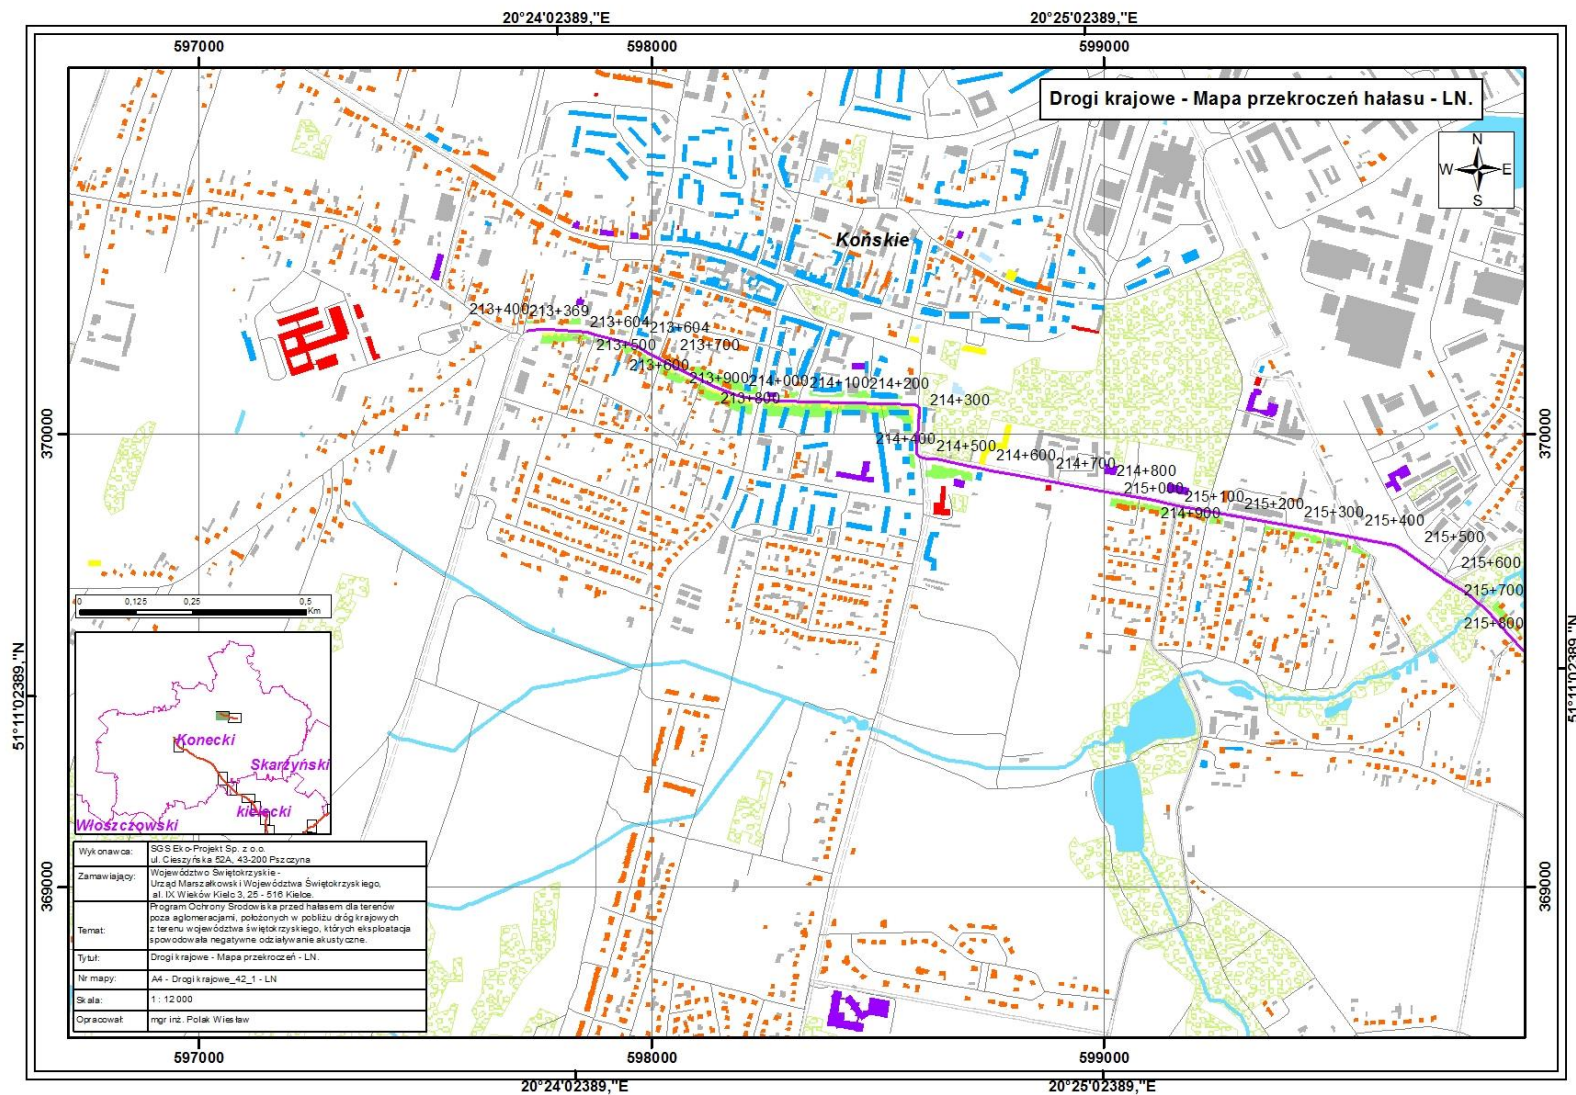 20°24'02389,"E
20°25'02389,"E
597000
598000
599000
Drogi krajowe - Mapa przekroczeń hałasu - LN.
N
W
E
S
Końskie
213+400
213+369
213+604
213+604
213+500
213+700
213+600
213+900
214+000
214+100
214+200
213+800
214+300
214+400
214+500
214+600
214+700
214+800
215+000
215+100
215+200
214+900
215+300
215+400
215+500
215+600
215+700
215+800
370000
370000
0
0,125
0,25
0,5
Km
51°11'02389,"N
51°11'02389,"N
Konecki
Skarżyński
kielecki
Włoszczowski
Wykonawca:
SGS Eko-Projekt Sp. z o.o.
ul. Cieszyńska 52A, 43-200 Pszczyna
Zamawiający:
Województwo Świętokrzyskie -
Urząd Marszałkowski Województwa Świętokrzyskiego,
al. IX Wieków Kielc 3, 25 - 516 Kielce.
Temat:
Program Ochrony Środowiska przed hałasem dla terenów
poza aglomeracjami, położonych w pobliżu dróg krajowych
z terenu województwa świętokrzyskiego, których eksploatacja
spowodowała negatywne odziaływanie akustyczne.
Tytuł:
Drogi krajowe - Mapa przekroczeń - LN.
Nr mapy:
A4 - Drogi krajowe_42_1 - LN
Skala:
1 : 12 000
Opracował:
mgr inż. Polak Wiesław
369000
369000
597000
598000
599000
20°24'02389,"E
20°25'02389,"E